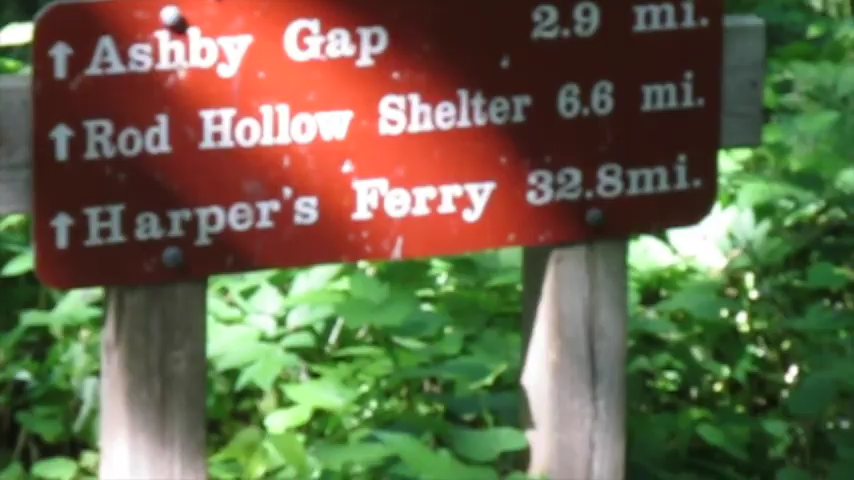 ↑Ashby Gap 2.9 mi.
↑Rod Hollow Shelter 6.6 mi.
↑Harper's Ferry 32.8mi.